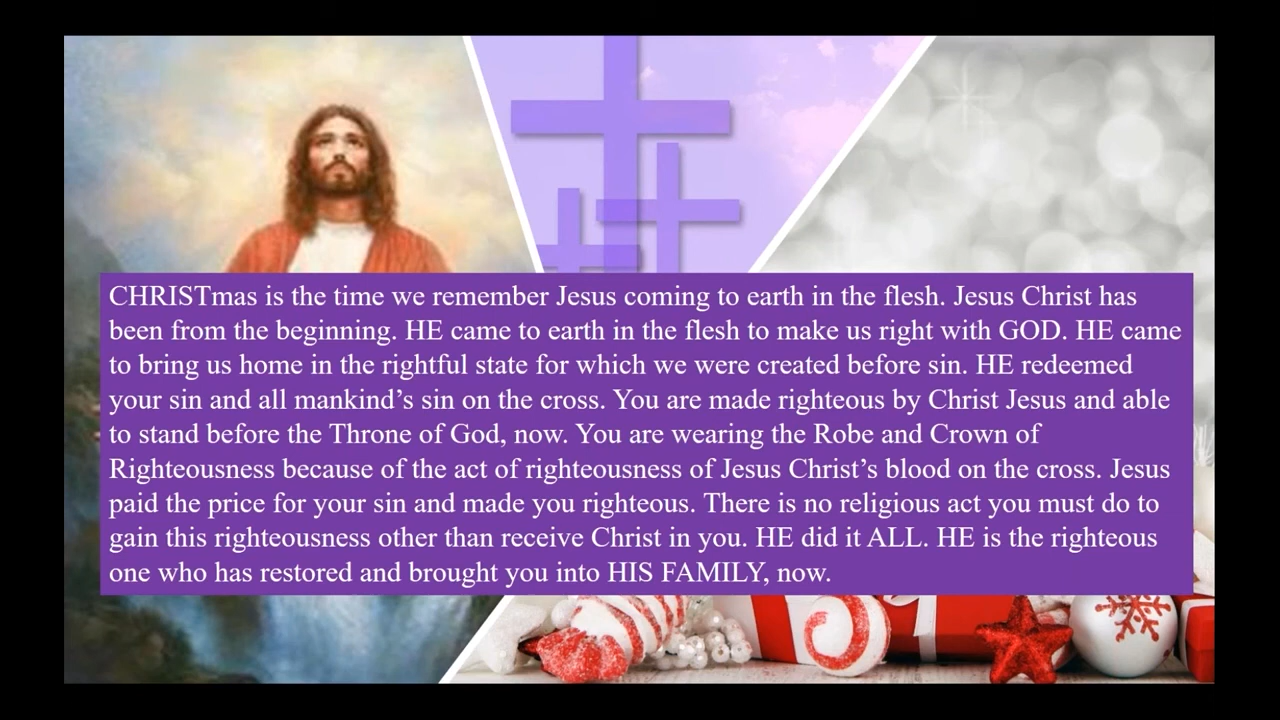 CHRISTmas is the time we remember Jesus coming to earth in the flesh. Jesus Christ has
been from the beginning. HE came to earth in the flesh to make us right with GOD. HE came
to bring us home in the rightful state for which we were created before sin. HE redeemed
your sin and all mankind’s sin on the cross. You are made righteous by Christ Jesus and able
to stand before the Throne of God, now. You are wearing the Robe and Crown of
Righteousness because of the act of righteousness of Jesus Christ’s blood on the cross. Jesus
paid the price for your sin and made you righteous. There is no religious act you must do to
gain this righteousness other than receive Christ in you. HE did it ALL. HE is the righteous
one who has restored and brought you into HIS FAMILY, now.